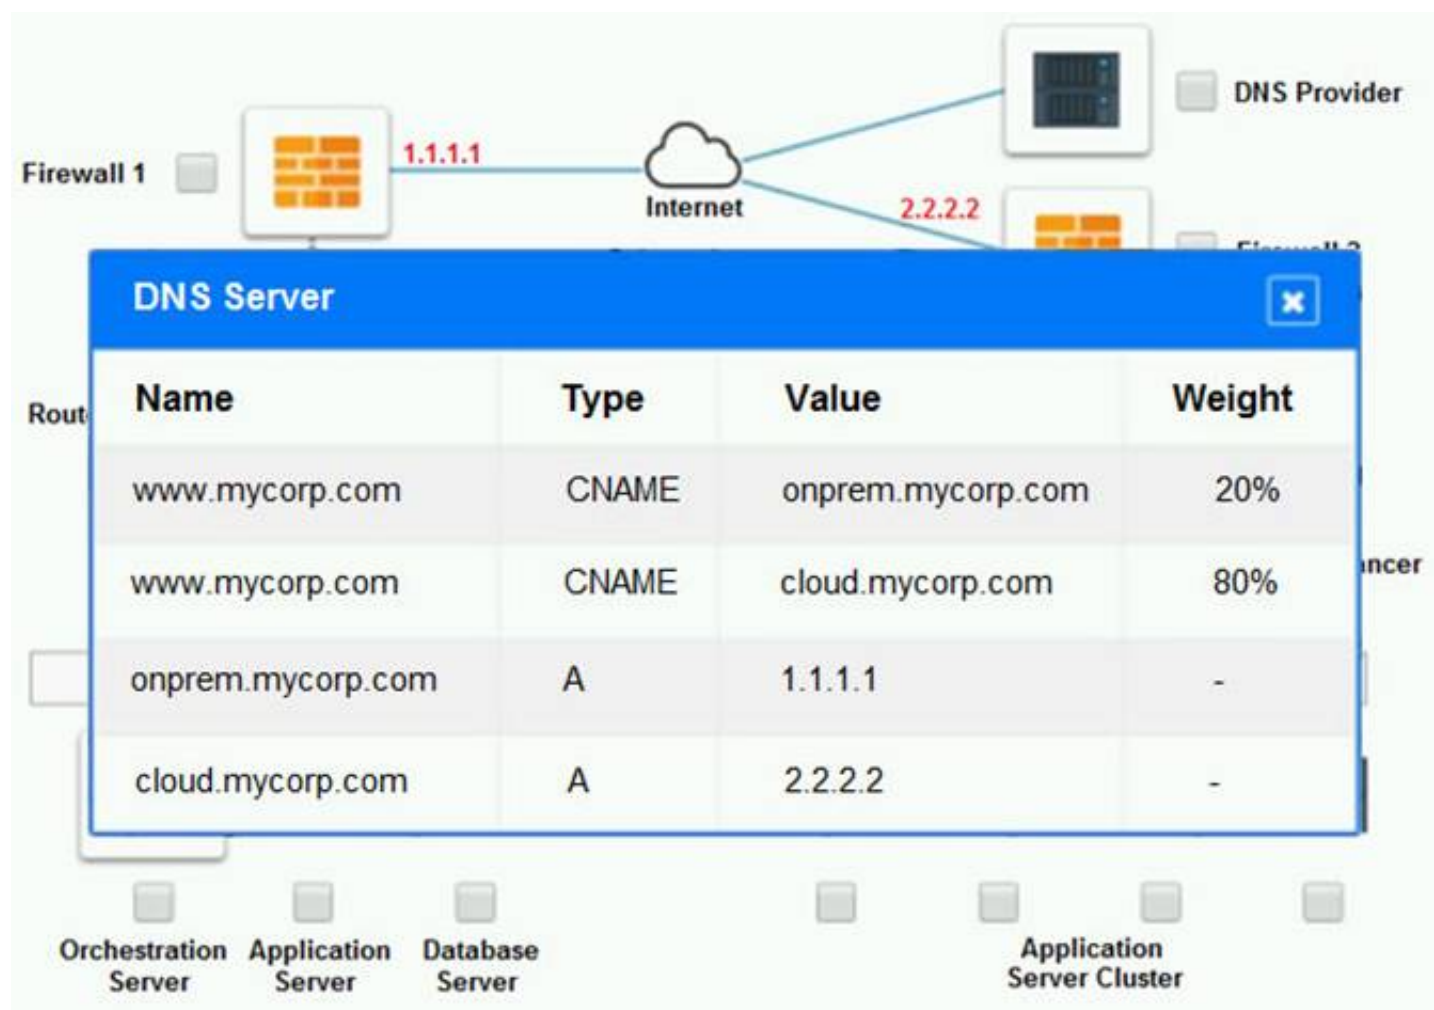 DNS Provider
1.1.1.1
Firewall 1
Internet
2.2.2.2
DNS Server
Name Type Value Weight
www.mycorp.com CNAME onprem.mycorp.com 20%
www.mycorp.com CNAME cloud.mycorp.com 80%
onprem.mycorp.com A 1.1.1.1 -
cloud.mycorp.com A 2.2.2.2 -
Orchestration Application Database
Server Server Server
Application
Server Cluster